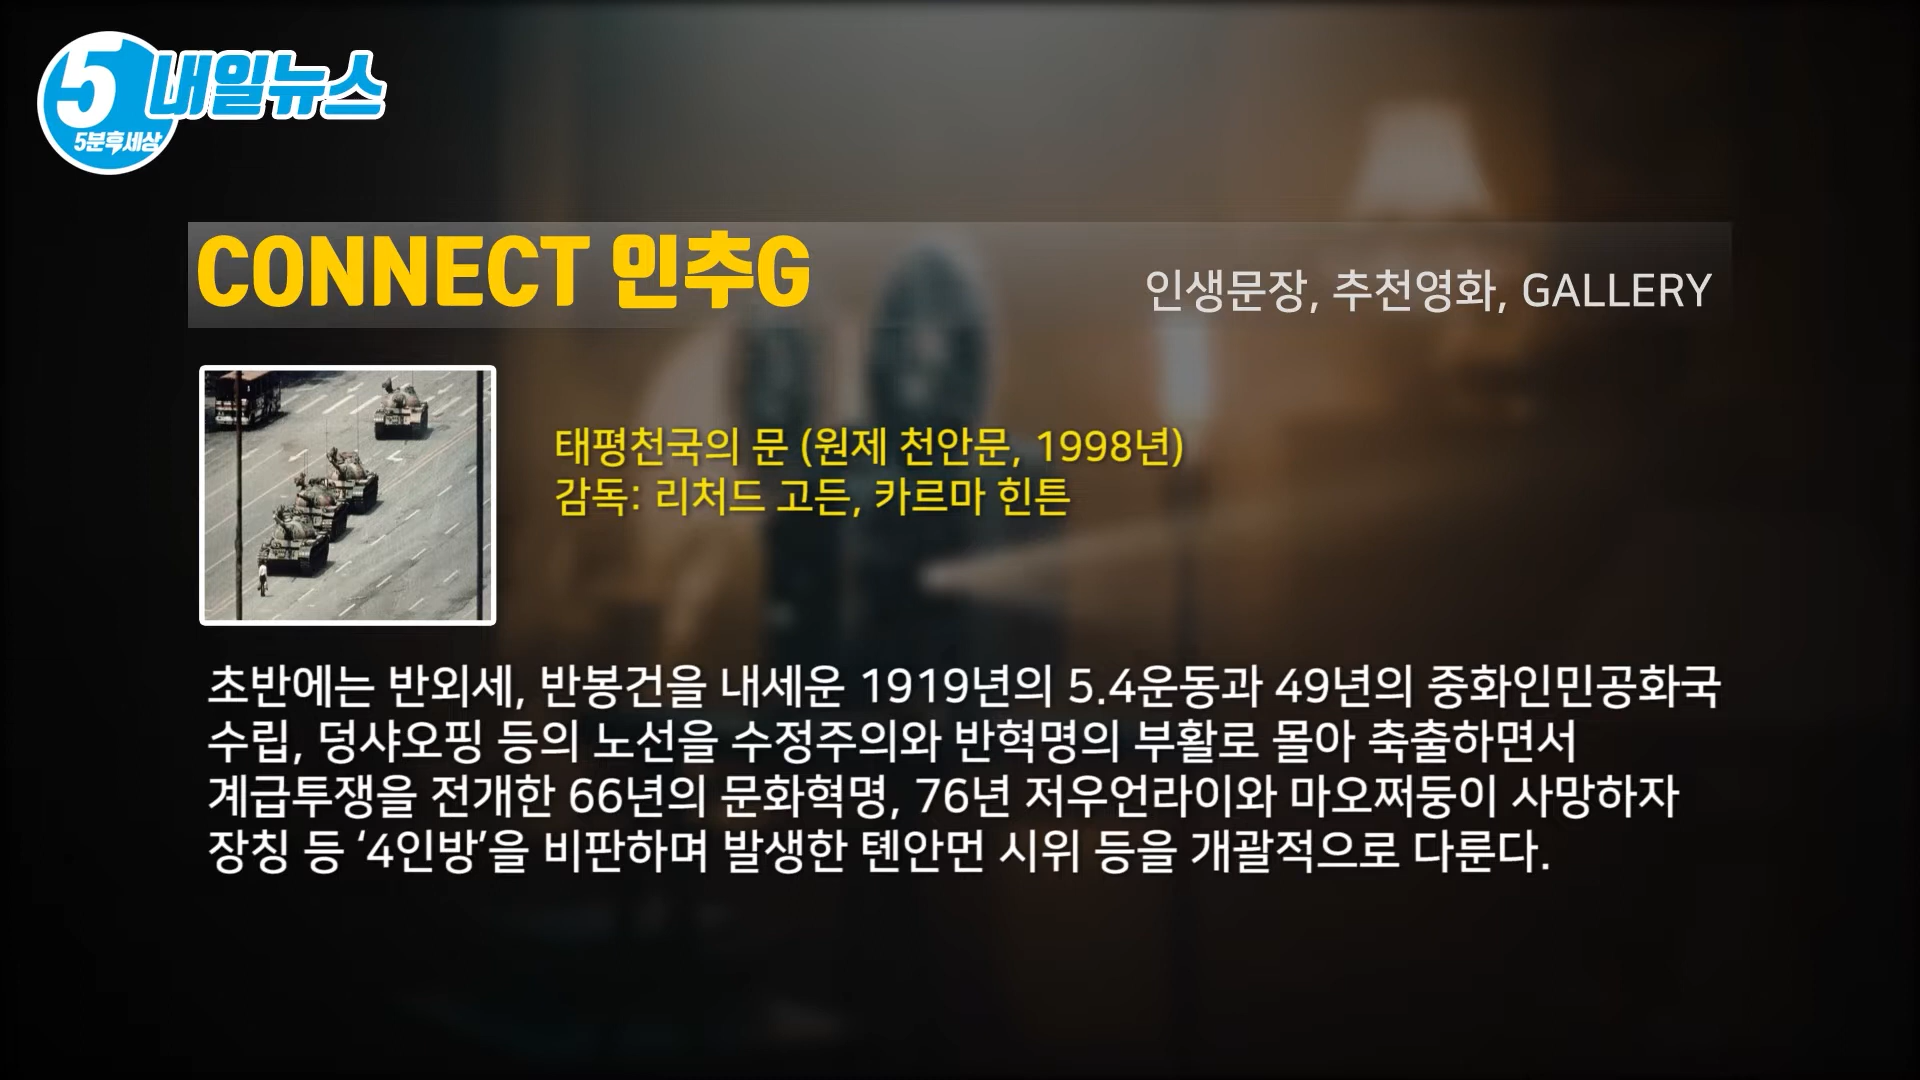 5 내일뉴스
5분후세상
CONNECT 인추G
인생문장, 추천영화, GALLERY
태평천국의 문 (원제 천안문, 1998년)
감독: 리처드 고든, 카르마 힌튼
초반에는 반외세, 반봉건을 내세운 1919년의 5.4운동과 49년의 중화인민공화국
수립, 덩샤오핑 등의 노선을 수정주의와 반혁명의 부활로 몰아 축출하면서
계급투쟁을 전개한 66년의 문화혁명, 76년 저우언라이와 마오쩌둥이 사망하자
장칭 등 ‘4인방’을 비판하며 발생한 톈안먼 시위 등을 개괄적으로 다룬다.